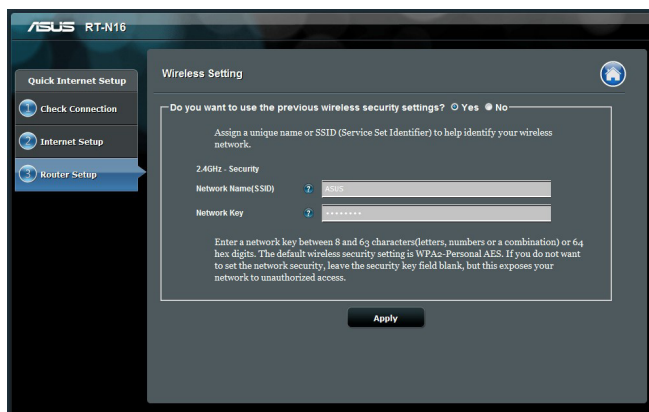 ASUS RT-N16
Quick Internet Setup
1 Check Connection
2 Internet Setup
3 Router Setup
Wireless Setting
Do you want to use the previous wireless security settings? Yes No
Assign a unique name or SSID (Service Set Identifier) to help identify your wireless
network.
2.4GHz - Security
Network Name(SSID) ? ASUS
Network Key ? ••••••••
Enter a network key between 8 and 63 characters(letters, numbers or a combination) or 64
hex digits. The default wireless security setting is WPA2-Personal AES. If you do not want
to set the network security, leave the security key field blank, but this exposes your
network to unauthorized access.
Apply